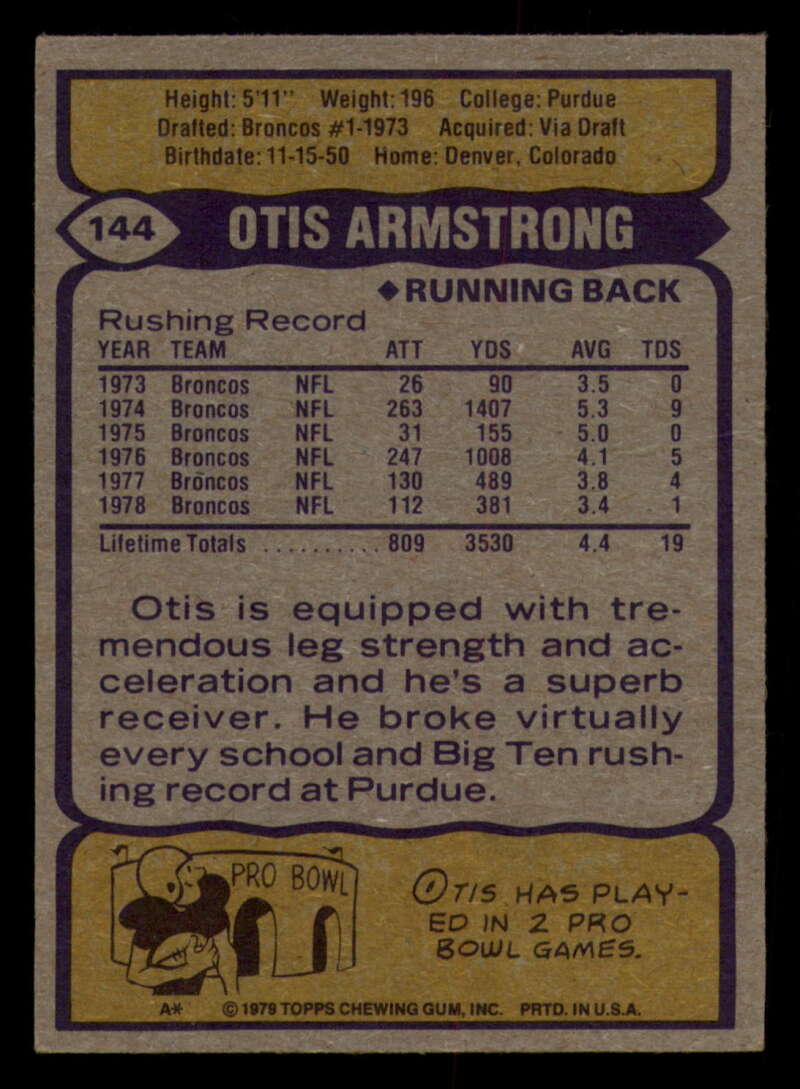 Height: 5'11" Weight: 196 College: Purdue
Drafted: Broncos #1-1973 Acquired: Via Draft
Birthdate: 11-15-50 Home: Denver, Colorado
144 OTIS ARMSTRONG
◆RUNNING BACK
Rushing Record
YEAR TEAM ATT YDS AVG TDS
1973 Broncos NFL 26 90 3.5 0
1974 Broncos NFL 263 1407 5.3 9
1975 Broncos NFL 31 155 5.0 0
1976 Broncos NFL 247 1008 4.1 5
1977 Broncos NFL 130 489 3.8 4
1978 Broncos NFL 112 381 3.4 1
Lifetime Totals .......... 809 3530 4.4 19
Otis is equipped with tre-
mendous leg strength and ac-
celeration and he's a superb
receiver. He broke virtually
every school and Big Ten rush-
ing record at Purdue.
PRO BOWL
OTIS HAS PLAY-
ED IN 2 PRO
BOWL GAMES.
A* © 1979 TOPPS CHEWING GUM, INC. PRTD. IN U.S.A.